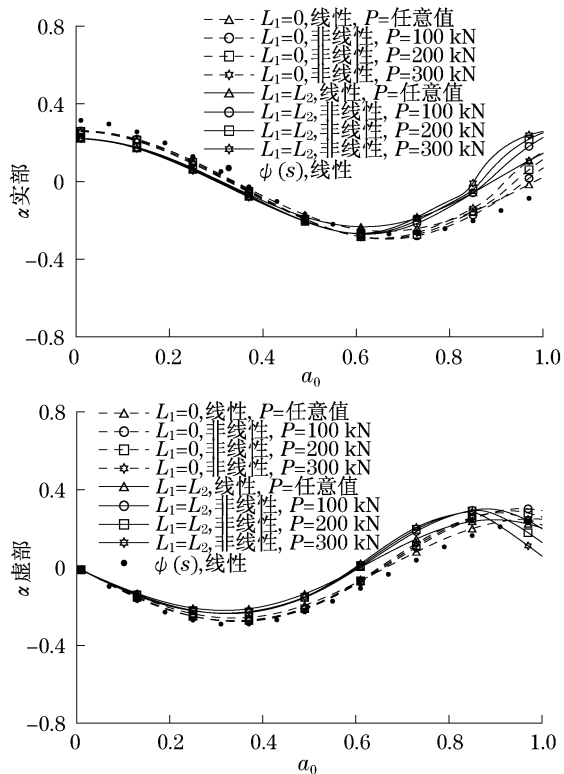 0.8
L₁=0,线性, P=任意值
L₁=0,非线性, P=100 kN
L₁=0,非线性, P=200 kN
L₁=0,非线性, P=300 kN
L₁=L₂,线性, P=任意值
L₁=L₂,非线性, P=100 kN
L₁=L₂,非线性, P=200 kN
L₁=L₂,非线性, P=300 kN
ψ(s),线性
0.4
0
−0.4
−0.8
α实部
0 0.2 0.4 0.6 0.8 1.0
a₀
0.8
L₁=0,线性, P=任意值
L₁=0,非线性, P=100 kN
L₁=0,非线性, P=200 kN
L₁=0,非线性, P=300 kN
L₁=L₂,线性, P=任意值
L₁=L₂,非线性, P=100 kN
L₁=L₂,非线性, P=200 kN
L₁=L₂,非线性, P=300 kN
ψ(s),线性
0.4
0
−0.4
−0.8
α虚部
0 0.2 0.4 0.6 0.8 1.0
a₀